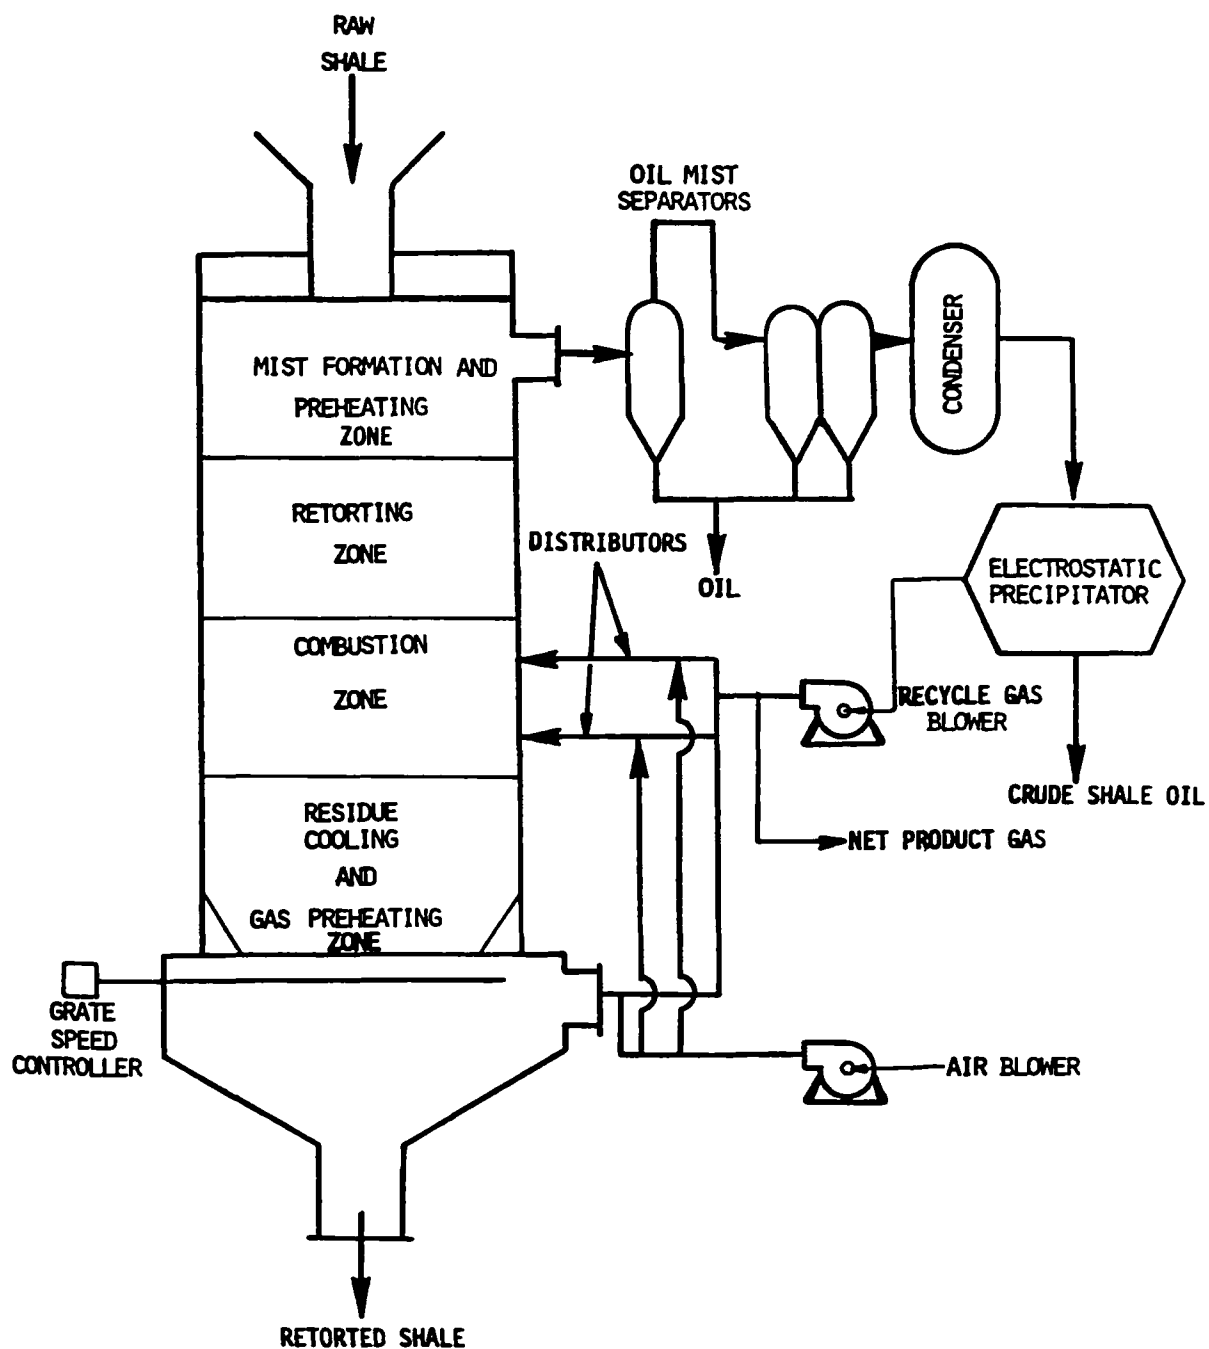 RAW
SHALE
OIL MIST
SEPARATORS
CONDENSER
MIST FORMATION AND
PREHEATING
ZONE
RETORTING
ZONE
DISTRIBUTORS
OIL
ELECTROSTATIC
PRECIPITATOR
COMBUSTION
ZONE
RECYCLE GAS
BLOWER
CRUDE SHALE OIL
NET PRODUCT GAS
RESIDUE
COOLING
AND
GAS PREHEATING
ZONE
GRATE
SPEED
CONTROLLER
AIR BLOWER
RETORTED SHALE